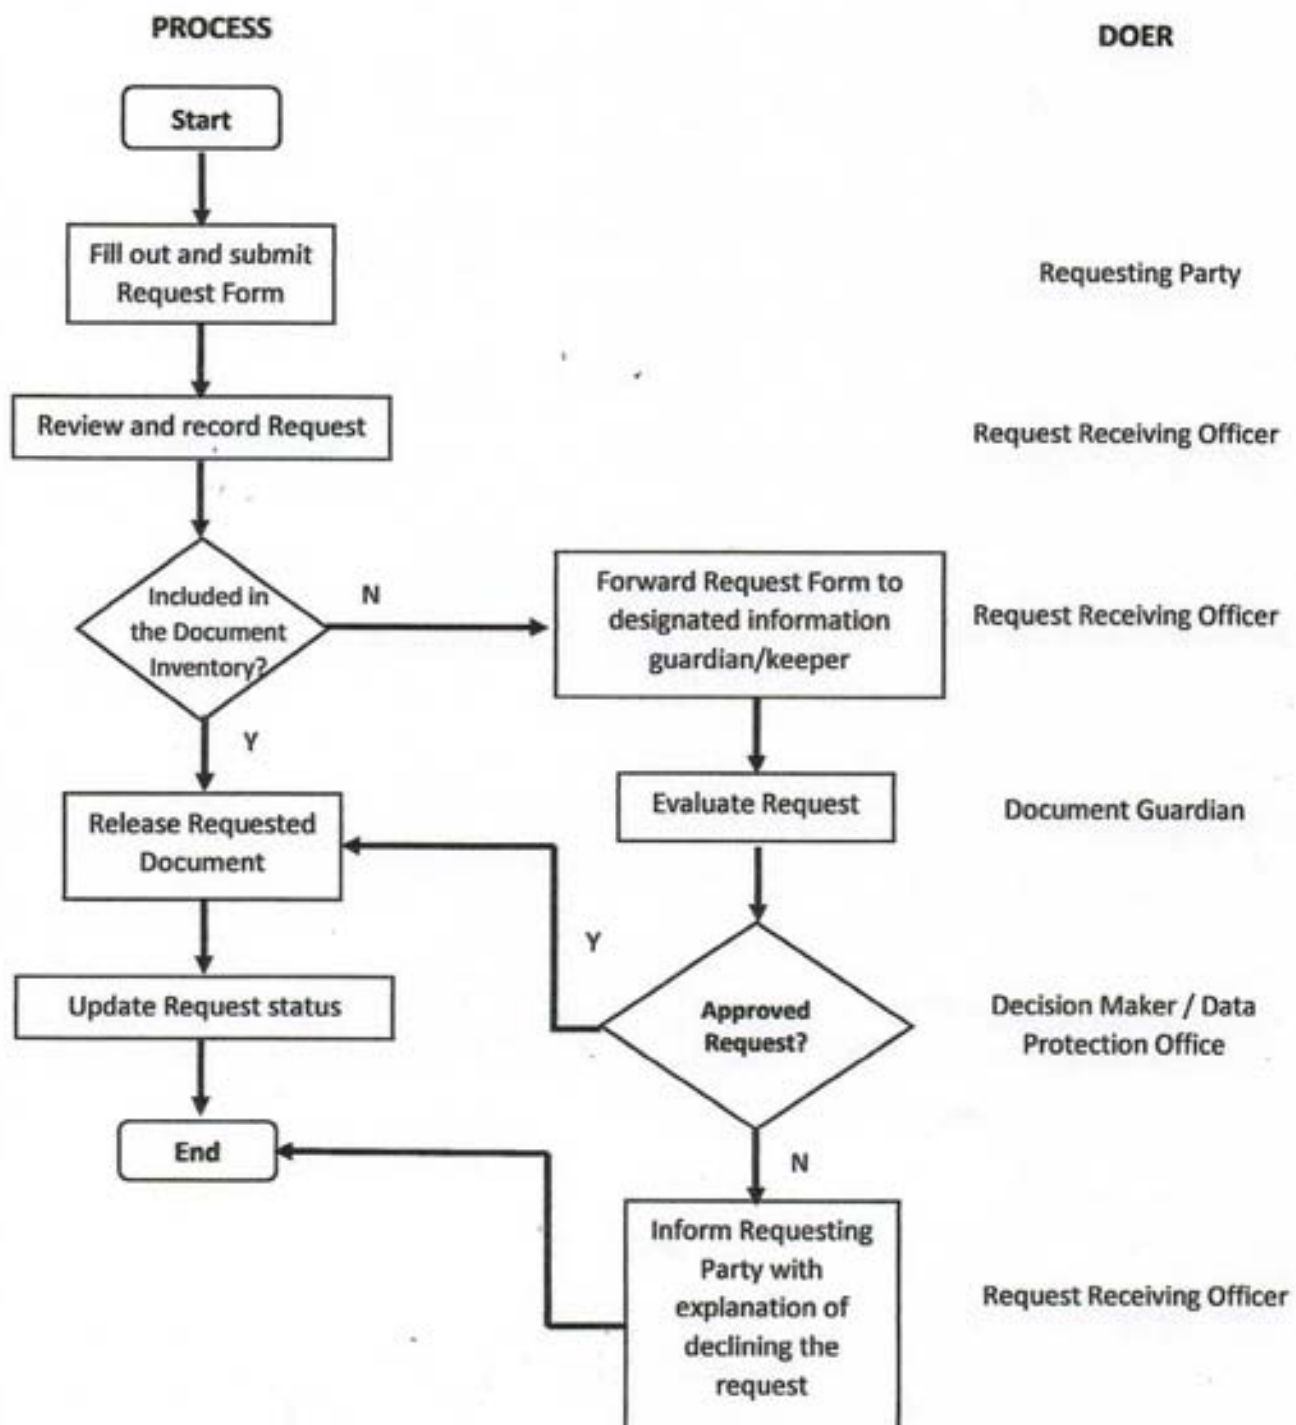 PROCESS
DOER
Start
Fill out and submit
Request Form
Requesting Party
Review and record Request
Request Receiving Officer
Included in
the Document
Inventory?
N
Forward Request Form to
designated information
guardian/keeper
Request Receiving Officer
Y
Evaluate Request
Document Guardian
Release Requested
Document
Y
Update Request status
Approved
Request?
Decision Maker / Data
Protection Office
End
N
Inform Requesting
Party with
explanation of
declining the
request
Request Receiving Officer